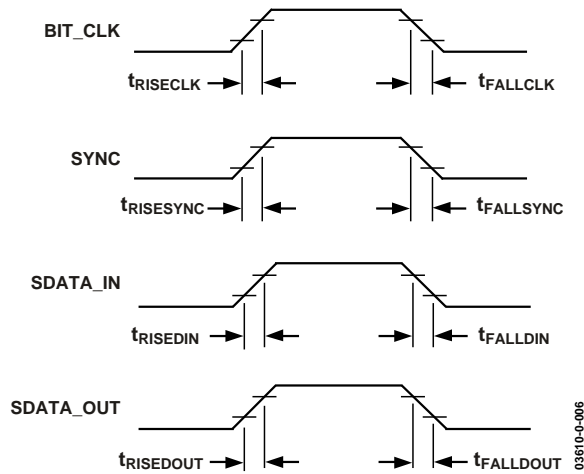 BIT_CLK
tRISECLK
tFALLCLK
SYNC
tRISESYNC
tFALLSYNC
SDATA_IN
tRISEDIN
tFALLDIN
SDATA_OUT
tRISEDOUT
tFALLDOUT
03610-0-006